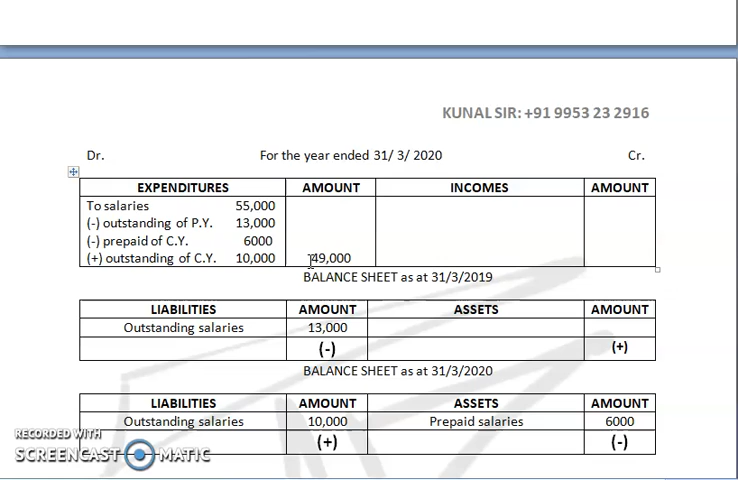 KUNAL SIR: +91 9953 23 2916
Dr. For the year ended 31/ 3/ 2020 Cr.
EXPENDITURES AMOUNT INCOMES AMOUNT
To salaries 55,000
(-) outstanding of P.Y. 13,000
(-) prepaid of C.Y. 6000
(+) outstanding of C.Y. 10,000 49,000
BALANCE SHEET as at 31/3/2019
LIABILITIES AMOUNT ASSETS AMOUNT
Outstanding salaries 13,000
(-) (+)
BALANCE SHEET as at 31/3/2020
LIABILITIES AMOUNT ASSETS AMOUNT
Outstanding salaries 10,000 Prepaid salaries 6000
(+) (-)
RECORDED WITH
SCREENCAST MATIC